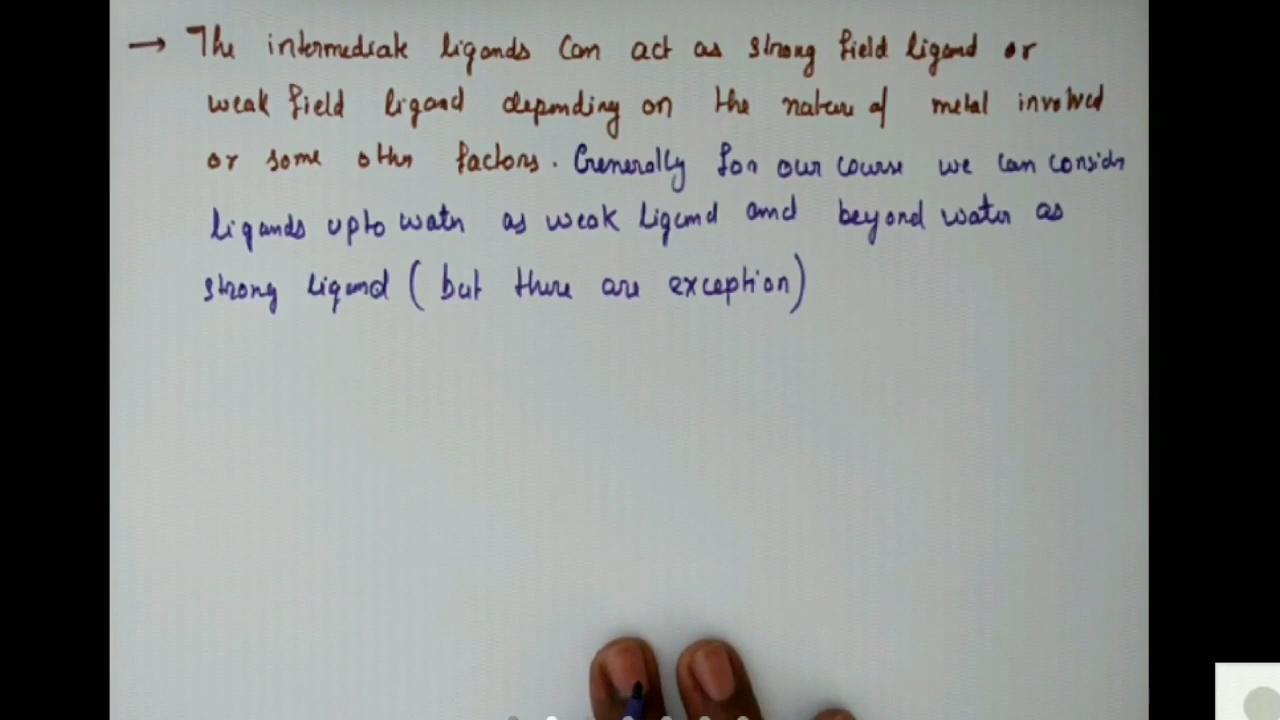 → The intermediate ligands can act as strong field ligand or
weak field ligand depending on the nature of metal involved
or some other factors. Generally for our course we can consider
ligands upto water as weak ligand and beyond water as
strong ligand (but there are exception)